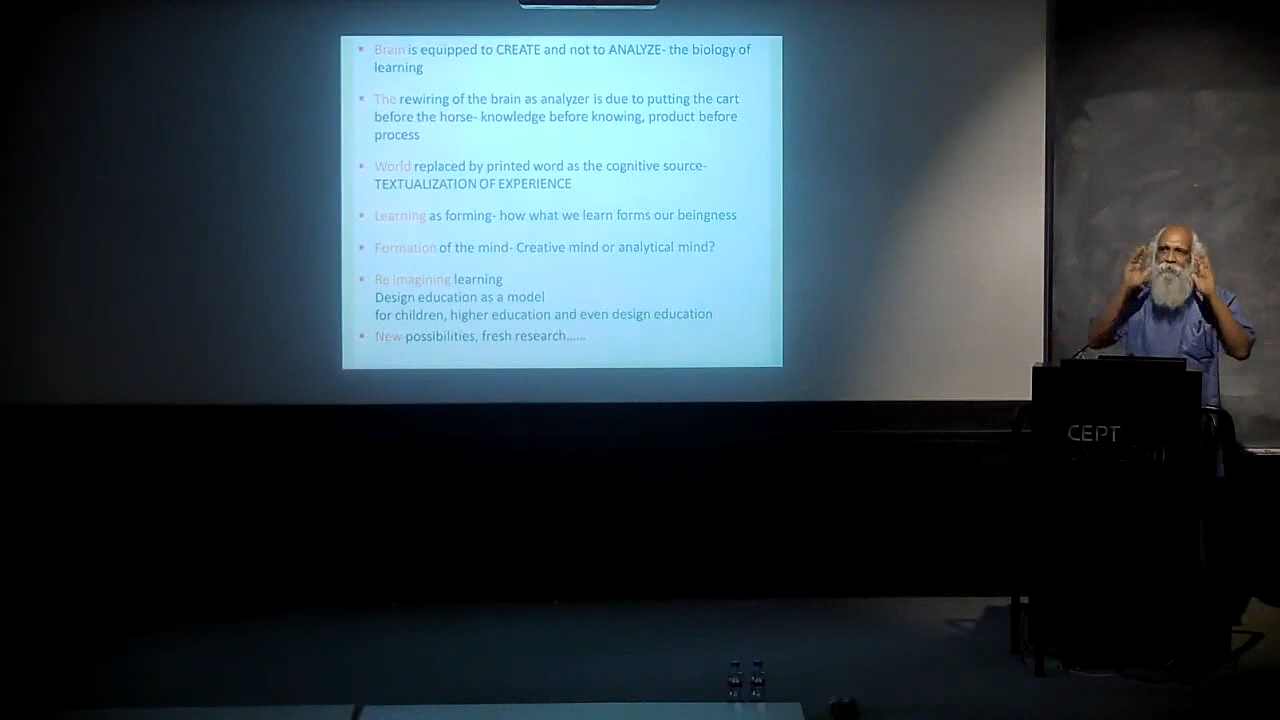 ▪ Brain is equipped to CREATE and not to ANALYZE- the biology of
learning
▪ The rewiring of the brain as analyzer is due to putting the cart
before the horse- knowledge before knowing, product before
process
▪ World replaced by printed word as the cognitive source-
TEXTUALIZATION OF EXPERIENCE
▪ Learning as forming- how what we learn forms our beingness
▪ Formation of the mind- Creative mind or analytical mind?
▪ Re imagining learning
Design education as a model
for children, higher education and even design education
▪ New possibilities, fresh research......
CEPT